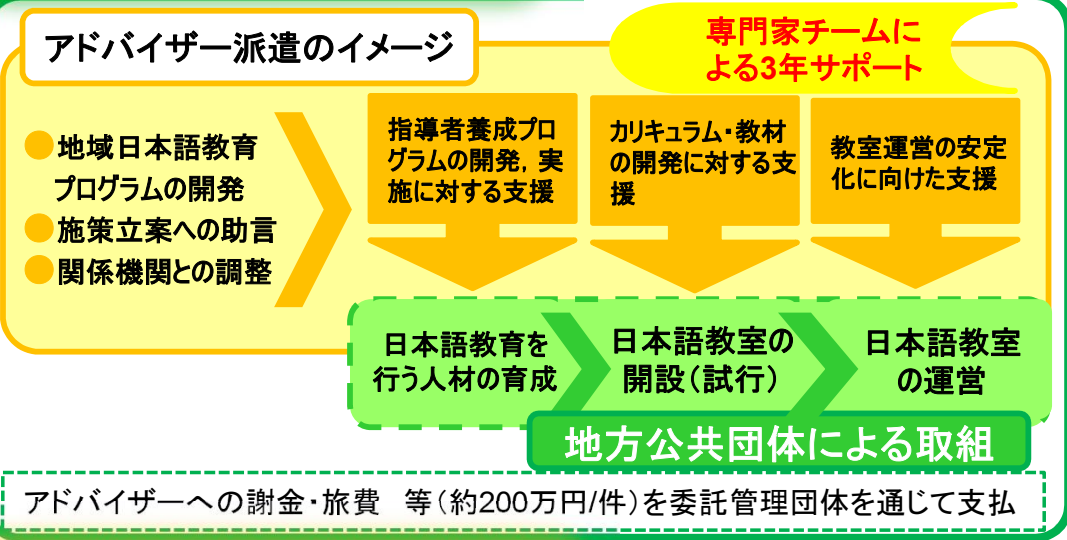 アドバイザー派遣のイメージ
専門家チームに
よる3年サポート
●地域日本語教育
プログラムの開発
●施策立案への助言
●関係機関との調整
指導者養成プロ
グラムの開発，実
施に対する支援
カリキュラム・教材
の開発に対する支
援
教室運営の安定
化に向けた支援
日本語教育を
行う人材の育成
日本語教室の
開設（試行）
日本語教室
の運営
地方公共団体による取組
アドバイザーへの謝金・旅費　等（約200万円/件）を委託管理団体を通じて支払